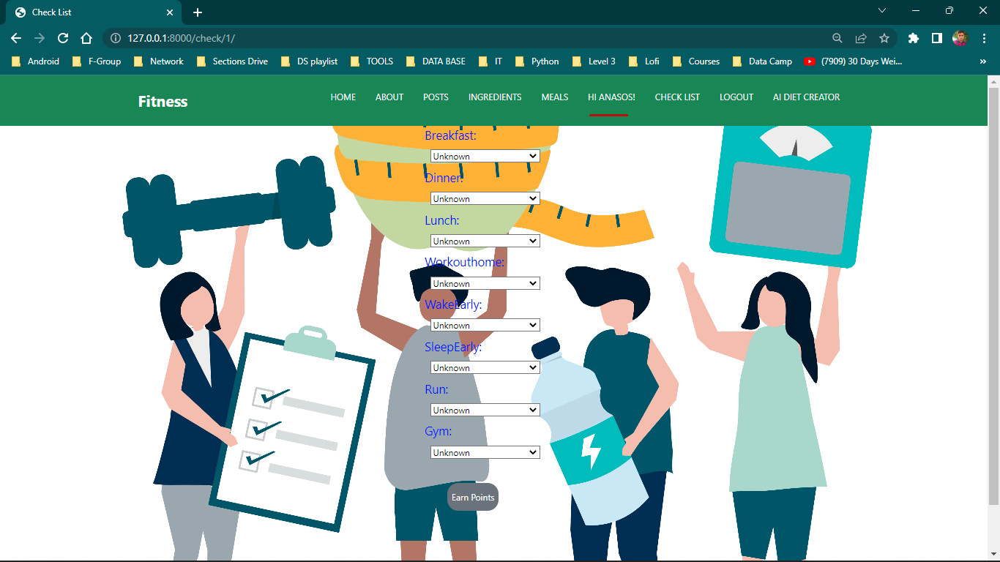 Check List
127.0.0.1:8000/check/1/
Android F-Group Network Sections Drive DS playlist TOOLS DATA BASE IT Python Level 3 Lofi Courses Data Camp (7909) 30 Days Wei... »
Fitness HOME ABOUT POSTS INGREDIENTS MEALS HI ANASOS! CHECK LIST LOGOUT AI DIET CREATOR
Breakfast:
Unknown
Dinner:
Unknown
Lunch:
Unknown
Workouthome:
Unknown
WakeEarly:
Unknown
SleepEarly:
Unknown
Run:
Unknown
Gym:
Unknown
Earn Points